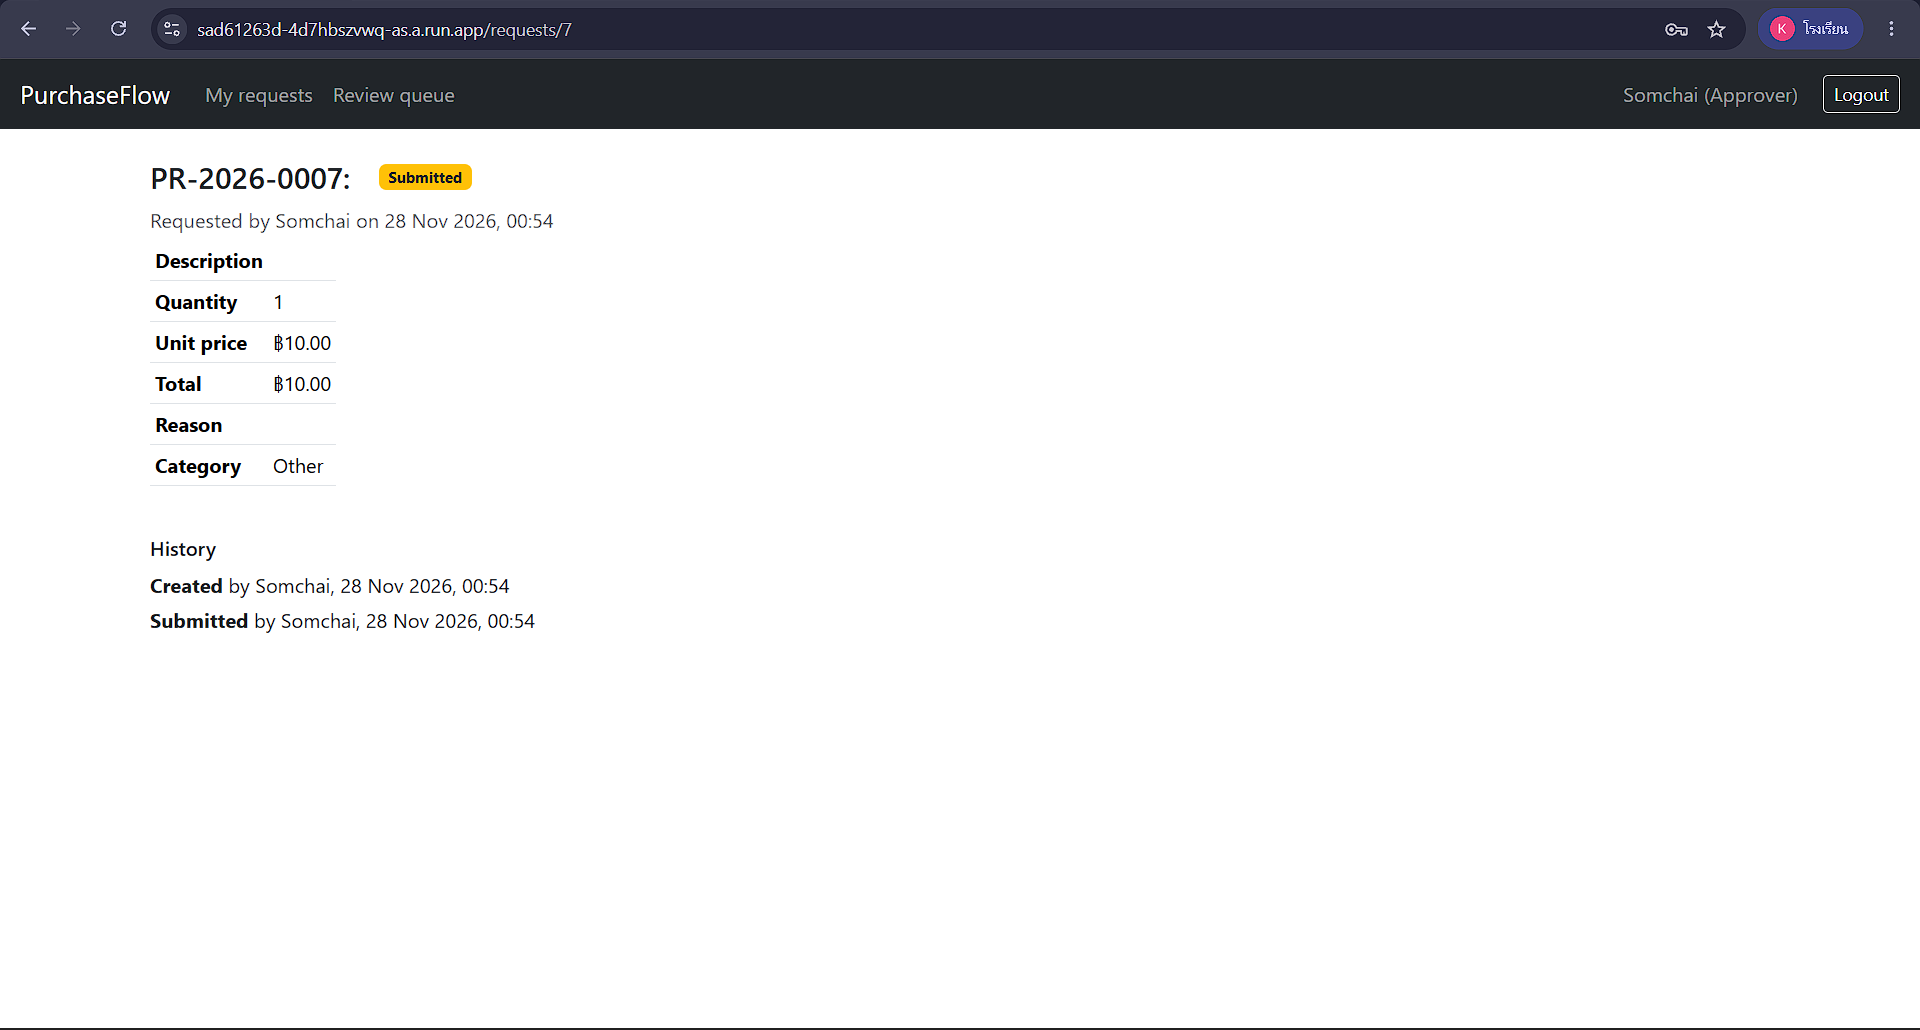 sad61263d-4d7hbszvwq-as.a.run.app/requests/7
K โรงเรียน
PurchaseFlow My requests Review queue Somchai (Approver) Logout
PR-2026-0007: Submitted
Requested by Somchai on 28 Nov 2026, 00:54
Description
Quantity 1
Unit price ฿10.00
Total ฿10.00
Reason
Category Other
History
Created by Somchai, 28 Nov 2026, 00:54
Submitted by Somchai, 28 Nov 2026, 00:54